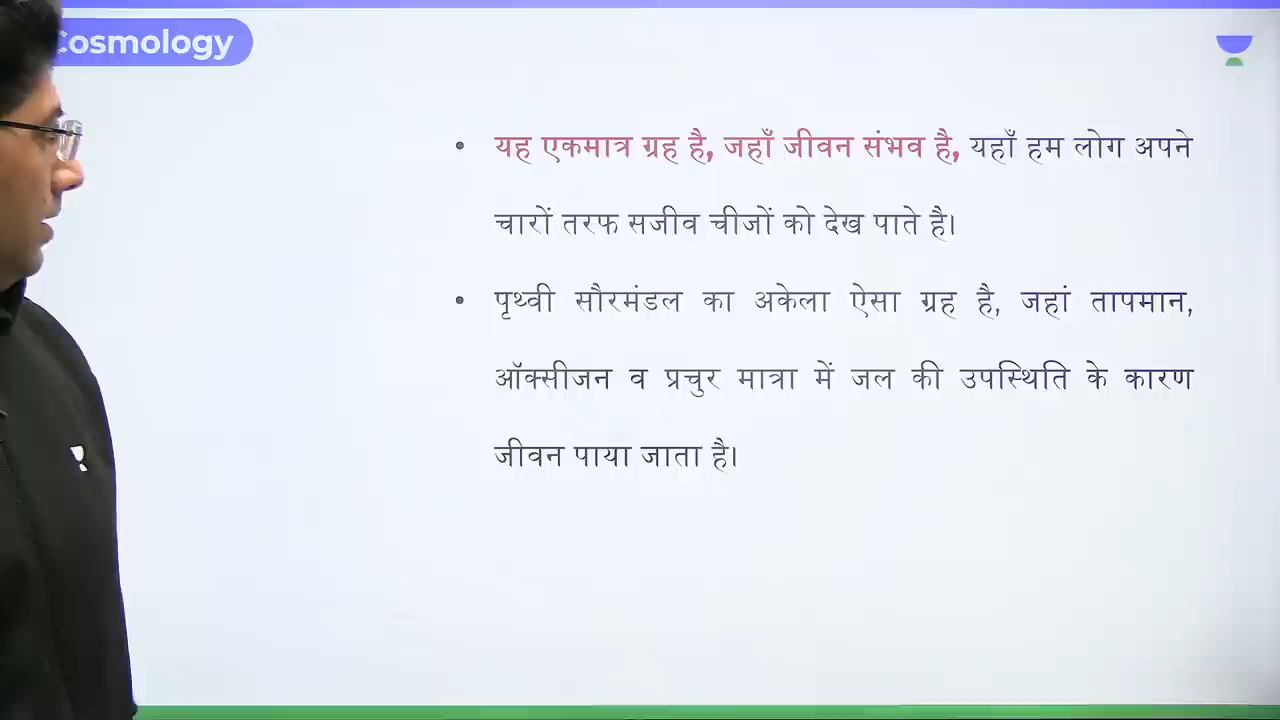 Cosmology
• यह एकमात्र ग्रह है, जहाँ जीवन संभव है, यहाँ हम लोग अपने
चारों तरफ सजीव चीजों को देख पाते है।
• पृथ्वी सौरमंडल का अकेला ऐसा ग्रह है, जहां तापमान,
ऑक्सीजन व प्रचुर मात्रा में जल की उपस्थिति के कारण
जीवन पाया जाता है।